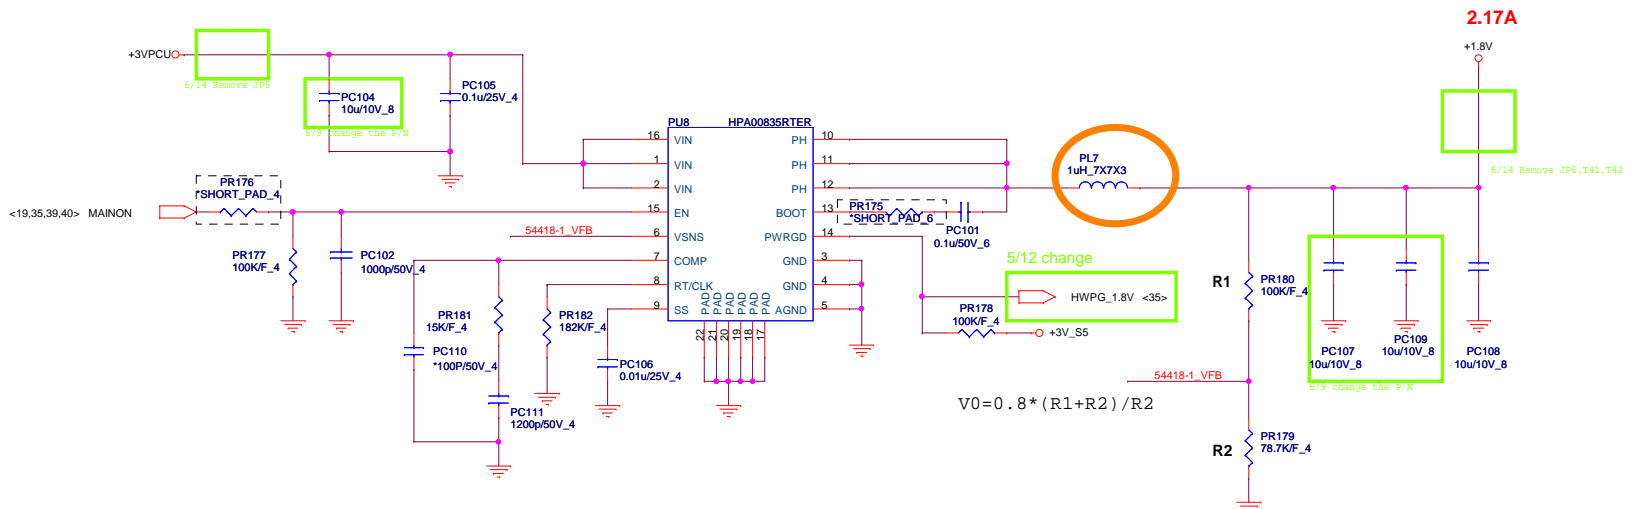 2.17A
+1.8V
+3VPCU
6/14 Remove JP5
PC104
10u/10V_8
6/9 change the P/N
PC105
0.1u/25V_4
PU8
HPA00835RTER
16
VIN
1
VIN
2
VIN
15
EN
6
VSNS
7
COMP
8
RT/CLK
9
SS
PH
10
PH
11
PH
12
BOOT
13
PWRGD
14
GND
3
GND
4
AGND
5
PAD
PAD
PAD
PAD
PAD
PAD
22
21
20
19
18
17
PL7
1uH_7X7X3
6/14 Remove JP6,T41,T42
PR176
*SHORT_PAD_4
<19,35,39,40> MAINON
PR177
100K/F_4
PC102
1000p/50V_4
54418-1_VFB
PR175
*SHORT_PAD_6
PC101
0.1u/50V_6
5/12 change
HWPG_1.8V <35>
PR178
100K/F_4
+3V_S5
R1
PR180
100K/F_4
PR181
15K/F_4
PR182
182K/F_4
PC110
*100P/50V_4
PC106
0.01u/25V_4
PC111
1200p/50V_4
PC107
10u/10V_8
PC109
10u/10V_8
PC108
10u/10V_8
6/9 change the P/N
54418-1_VFB
V0=0.8*(R1+R2)/R2
R2
PR179
78.7K/F_4